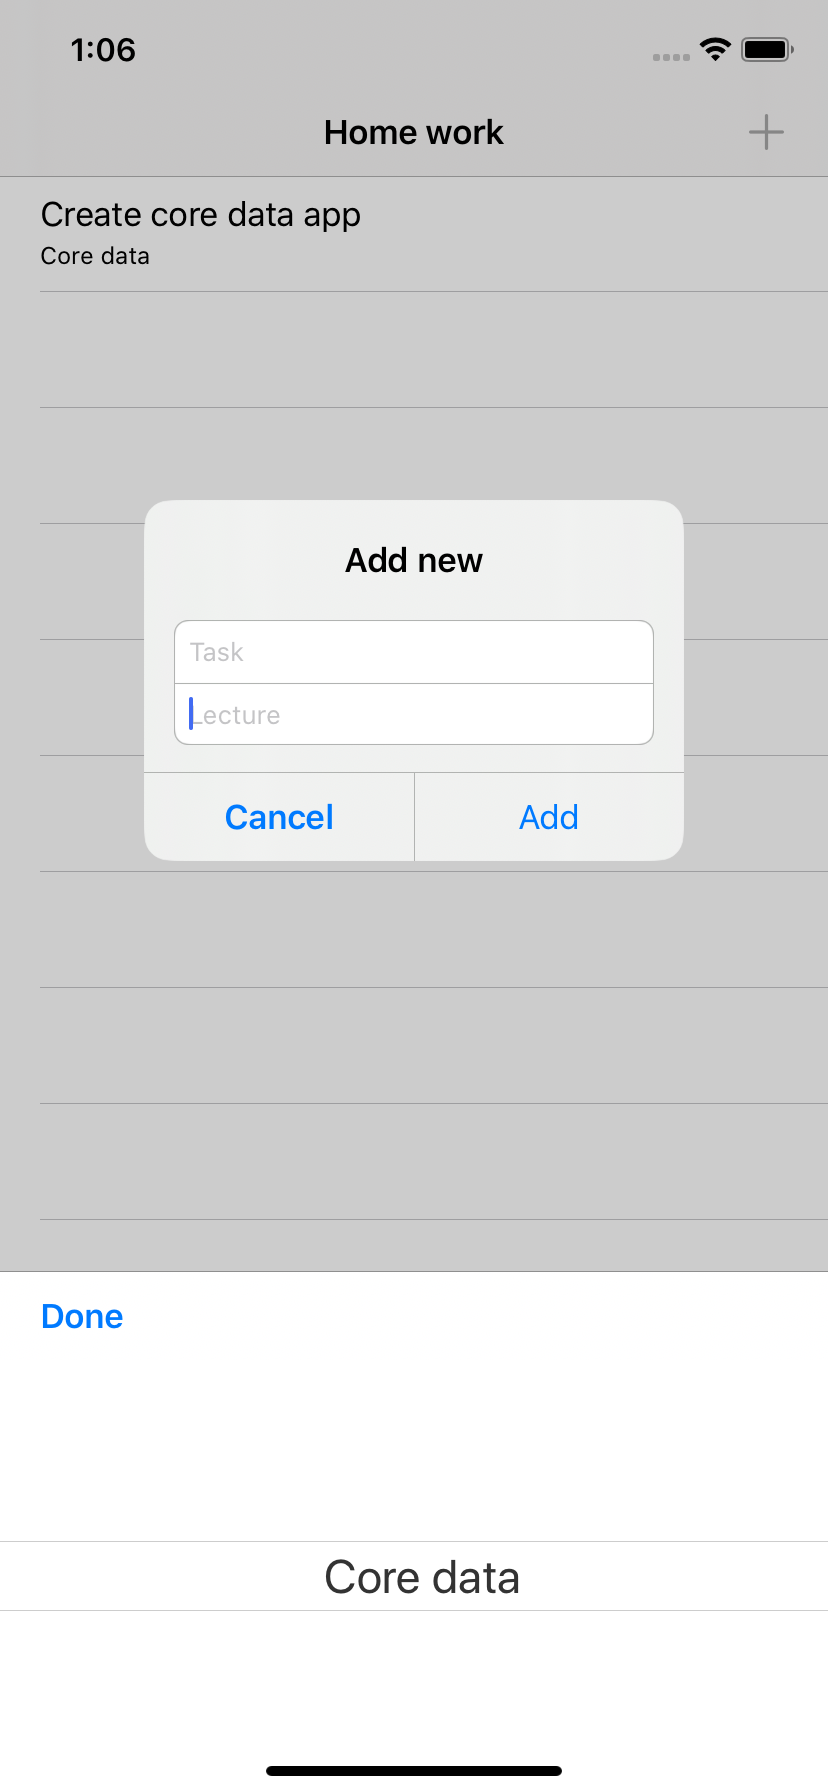 1:06
Home work
Create core data app
Core data
Add new
Task
Lecture
Cancel
Add
Done
Core data